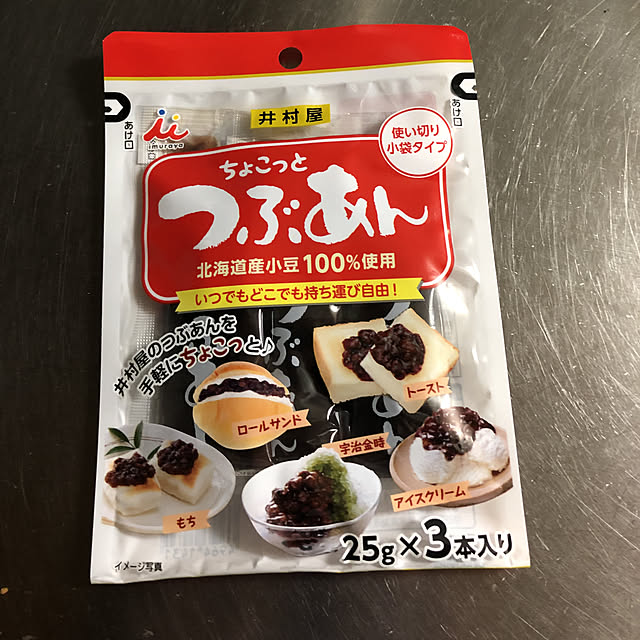 井村屋
imuraya
使い切り
小袋タイプ
あけ口
あけ口
ちょこっと
つぶあん
北海道産小豆100%使用
いつでもどこでも持ち運び自由！
井村屋のつぶあんを
手軽にちょこっと♪
トースト
ロールサンド
宇治金時
アイスクリーム
もち
25g×3本入り
イメージ写真